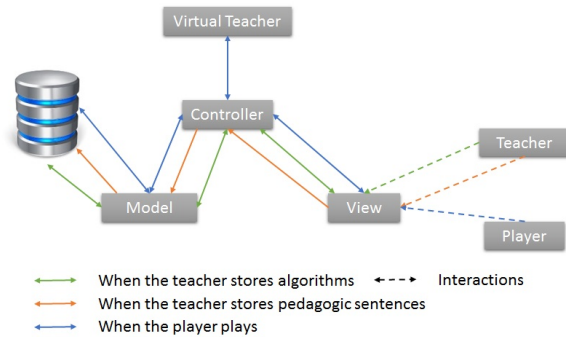 Virtual Teacher
Controller
Teacher
Model
View
Player
When the teacher stores algorithms
Interactions
When the teacher stores pedagogic sentences
When the player plays